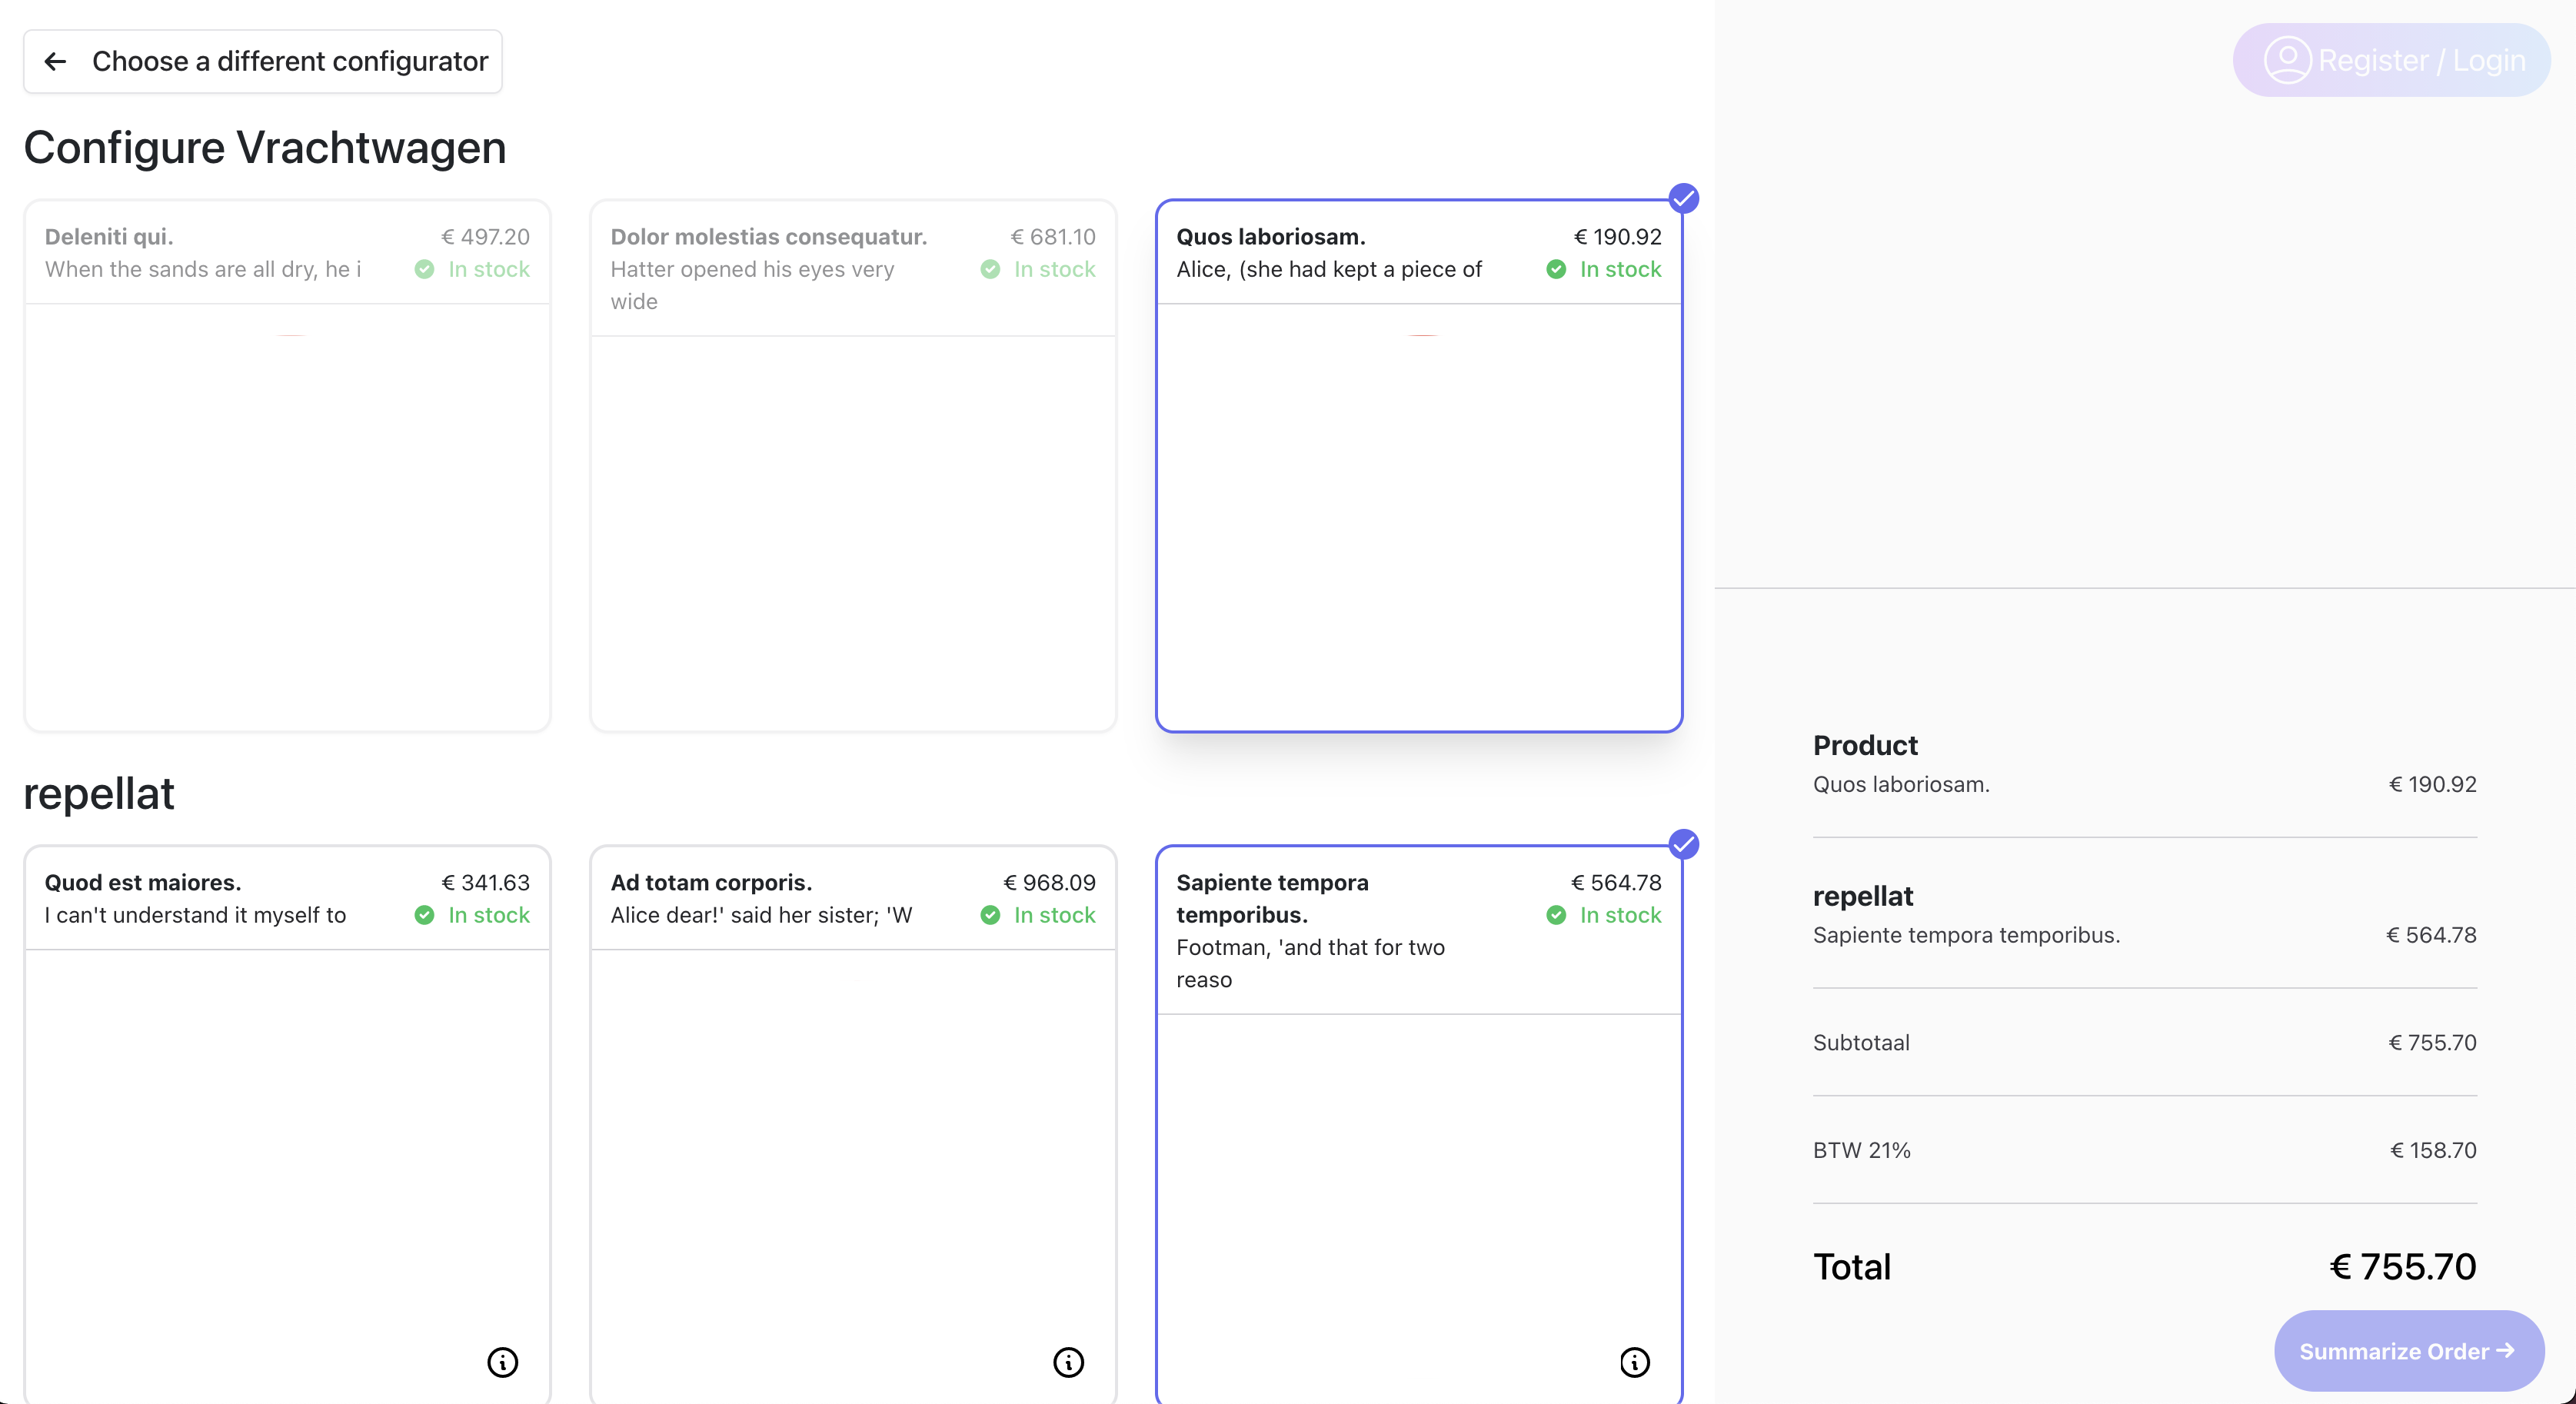 Choose a different configurator
Register / Login
Configure Vrachtwagen
Deleniti qui.
€ 497.20
When the sands are all dry, he i
In stock
Dolor molestias consequatur.
€ 681.10
Hatter opened his eyes very
wide
In stock
Quos laboriosam.
€ 190.92
Alice, (she had kept a piece of
In stock
repellat
Quod est maiores.
€ 341.63
I can't understand it myself to
In stock
Ad totam corporis.
€ 968.09
Alice dear!' said her sister; 'W
In stock
Sapiente tempora
temporibus.
€ 564.78
In stock
Footman, 'and that for two
reaso
Product
Quos laboriosam.
€ 190.92
repellat
Sapiente tempora temporibus.
€ 564.78
Subtotaal
€ 755.70
BTW 21%
€ 158.70
Total
€ 755.70
Summarize Order